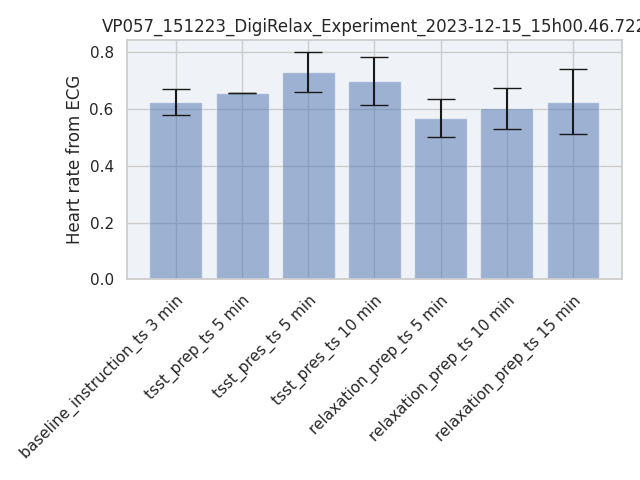 VP057_151223_DigiRelax_Experiment_2023-12-15_15h00.46.722
Heart rate from ECG
0.8
0.6
0.4
0.2
0.0
baseline_instruction_ts 3 min
tsst_prep_ts 5 min
tsst_pres_ts 5 min
tsst_pres_ts 10 min
relaxation_prep_ts 5 min
relaxation_prep_ts 10 min
relaxation_prep_ts 15 min